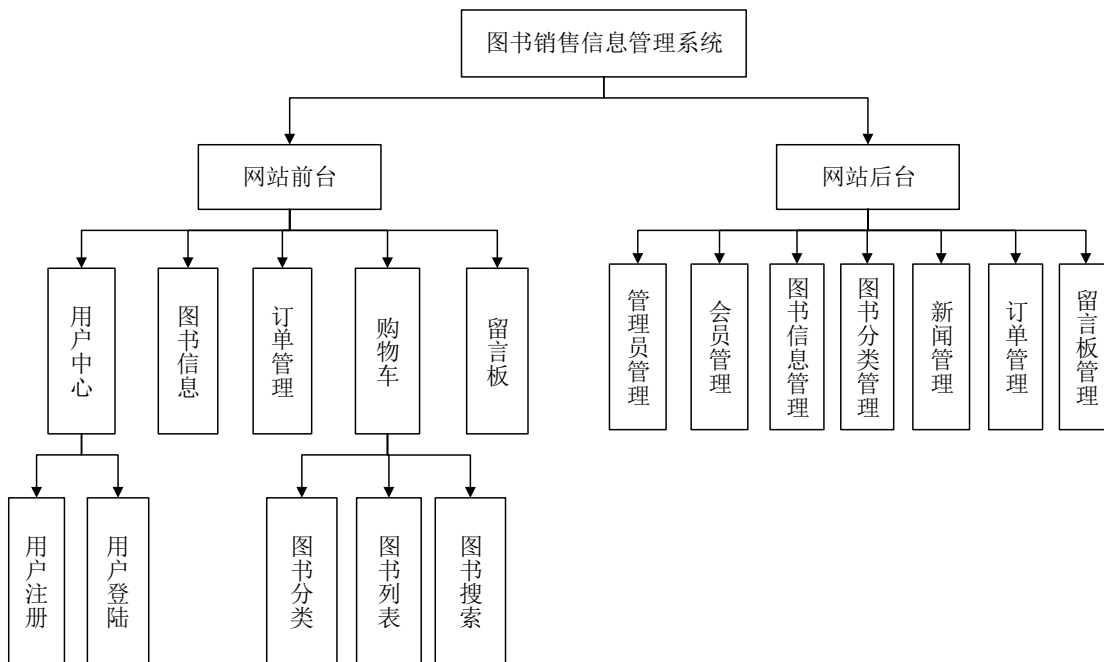 图书销售信息管理系统
网站前台
网站后台
用户中心
图书信息
订单管理
购物车
留言板
管理员管理
会员管理
图书信息管理
图书分类管理
新闻管理
订单管理
留言板管理
用户注册
用户登陆
图书分类
图书列表
图书搜索